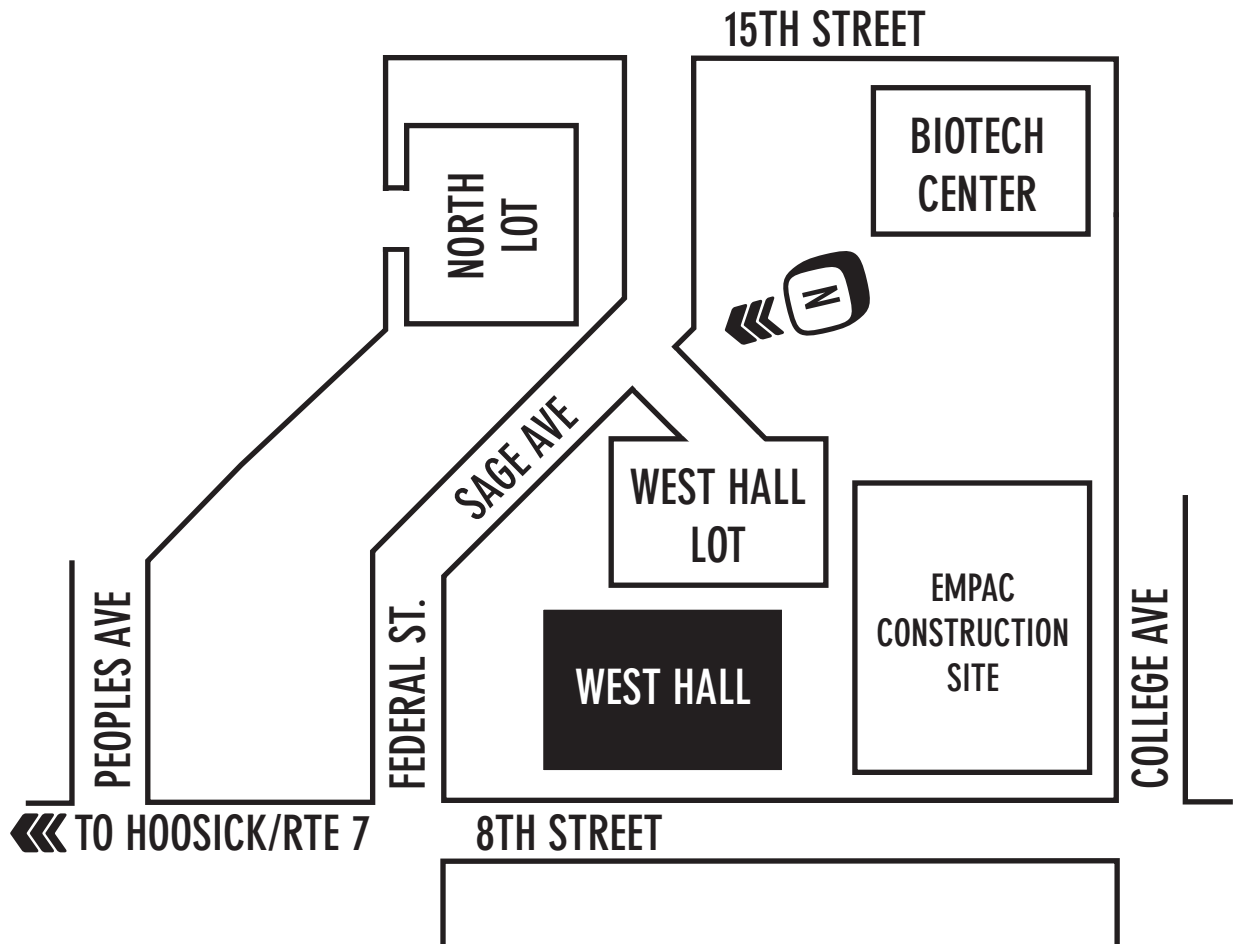 15TH STREET
BIOTECH
CENTER
NORTH
LOT
N
SAGE AVE
WEST HALL
LOT
EMPAC
CONSTRUCTION
SITE
PEOPLES AVE
FEDERAL ST.
WEST HALL
COLLEGE AVE
TO HOOSICK/RTE 7
8TH STREET